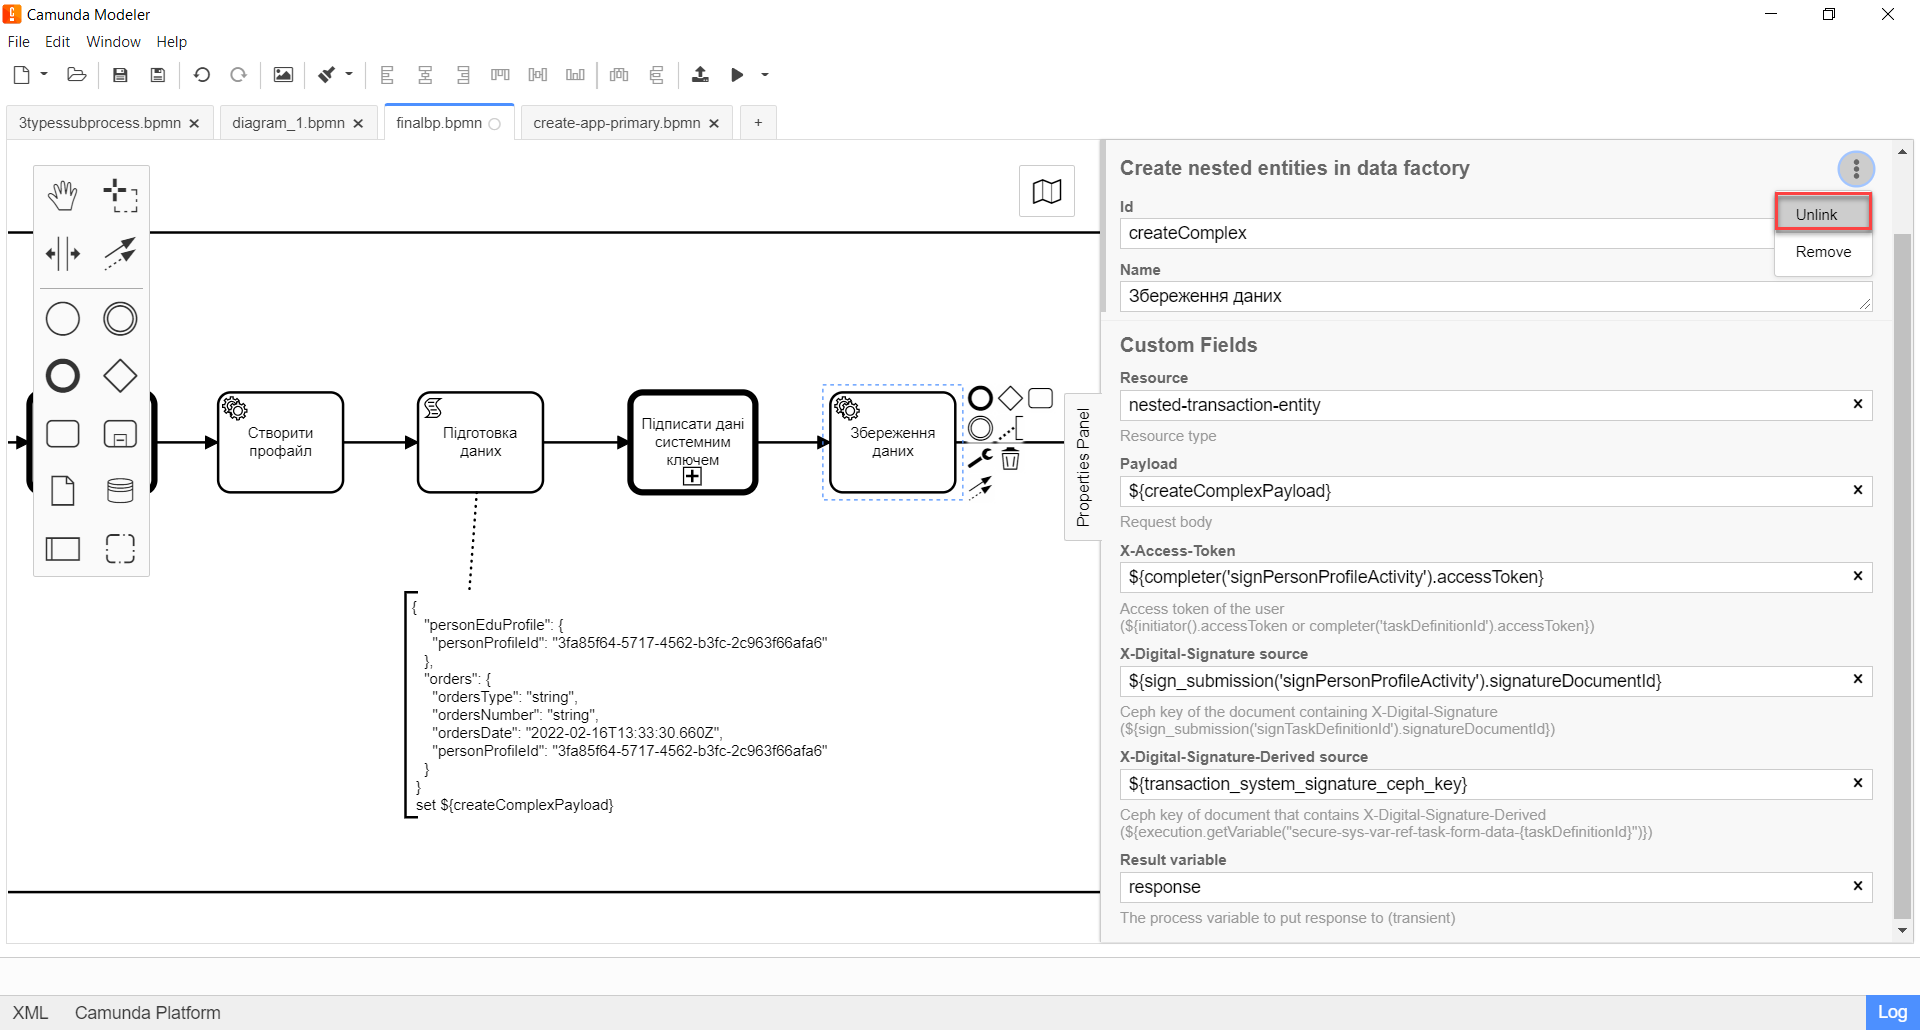 Camunda Modeler
File Edit Window Help
3typessubprocess.bpmn
diagram_1.bpmn
finalbp.bpmn
create-app-primary.bpmn
+
Створити
профайл
Підготовка
даних
Підписати дані
системним
ключем
Збереження
даних
{
"personEduProfile": {
"personProfileId": "3fa85f64-5717-4562-b3fc-2c963f66afa6"
},
"orders": {
"ordersType": "string",
"ordersNumber": "string",
"ordersDate": "2022-02-16T13:33:30.660Z",
"personProfileId": "3fa85f64-5717-4562-b3fc-2c963f66afa6"
}
}
set ${createComplexPayload}
Properties Panel
Create nested entities in data factory
Unlink
Remove
Id
createComplex
Name
Збереження даних
Custom Fields
Resource
nested-transaction-entity
Resource type
Payload
${createComplexPayload}
Request body
X-Access-Token
${completer('signPersonProfileActivity').accessToken}
Access token of the user
(${initiator().accessToken or completer('taskDefinitionId').accessToken})
X-Digital-Signature source
${sign_submission('signPersonProfileActivity').signatureDocumentId}
Ceph key of the document containing X-Digital-Signature
(${sign_submission('signTaskDefinitionId').signatureDocumentId})
X-Digital-Signature-Derived source
${transaction_system_signature_ceph_key}
Ceph key of document that contains X-Digital-Signature-Derived
(${execution.getVariable("secure-sys-var-ref-task-form-data-{taskDefinitionId}")})
Result variable
response
The process variable to put response to (transient)
XML Camunda Platform
Log